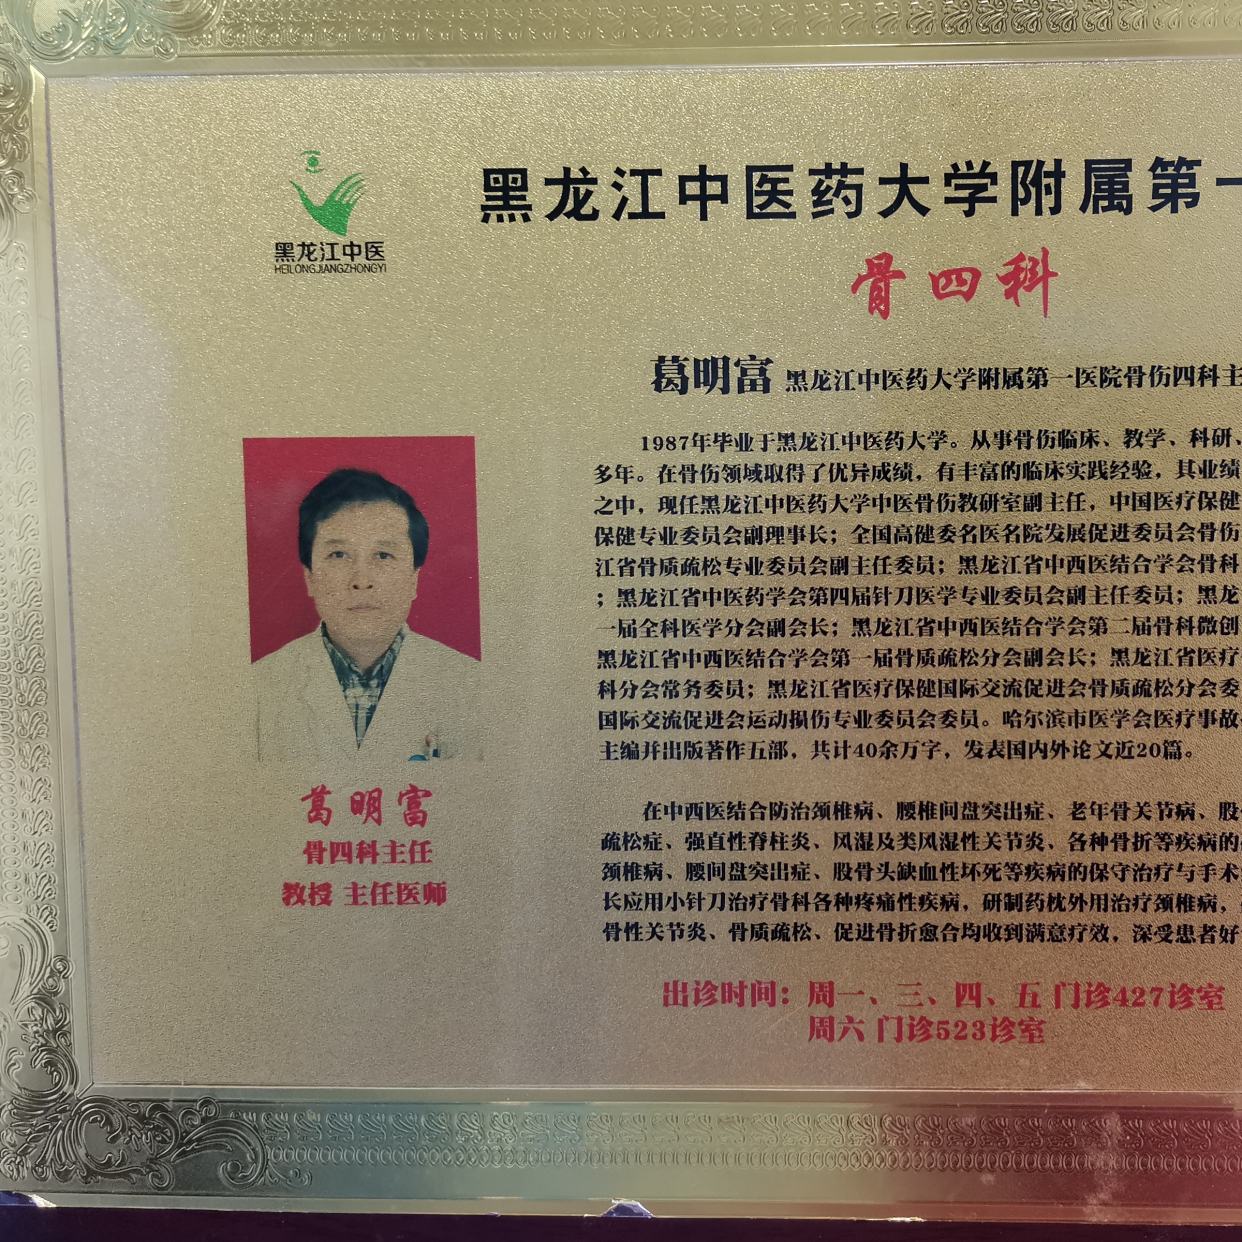 黑龙江中医
HEILONGJIANGZHONGYI
黑龙江中医药大学附属第一
骨四科
葛明富 黑龙江中医药大学附属第一医院骨伤四科主
1987年毕业于黑龙江中医药大学。从事骨伤临床、教学、科研、
多年。在骨伤领域取得了优异成绩，有丰富的临床实践经验，其业绩
之中，现任黑龙江中医药大学中医骨伤教研室副主任，中国医疗保健
保健专业委员会副理事长；全国高健委名医名院发展促进委员会骨伤
江省骨质疏松专业委员会副主任委员；黑龙江省中西医结合学会骨科
；黑龙江省中医药学会第四届针刀医学专业委员会副主任委员；黑龙
一届全科医学分会副会长；黑龙江省中西医结合学会第二届骨科微创
黑龙江省中西医结合学会第一届骨质疏松分会副会长；黑龙江省医疗
科分会常务委员；黑龙江省医疗保健国际交流促进会骨质疏松分会委
国际交流促进会运动损伤专业委员会委员。哈尔滨市医学会医疗事故
主编并出版著作五部，共计40余万字，发表国内外论文近20篇。
在中西医结合防治颈椎病、腰椎间盘突出症、老年骨关节病、股
疏松症、强直性脊柱炎、风湿及类风湿性关节炎、各种骨折等疾病的
颈椎病、腰间盘突出症、股骨头缺血性坏死等疾病的保守治疗与手术
长应用小针刀治疗骨科各种疼痛性疾病，研制药枕外用治疗颈椎病，
骨性关节炎、骨质疏松、促进骨折愈合均收到满意疗效，深受患者好
出诊时间：周一、三、四、五 门诊427诊室
周六 门诊523诊室
葛明富
骨四科主任
教授 主任医师